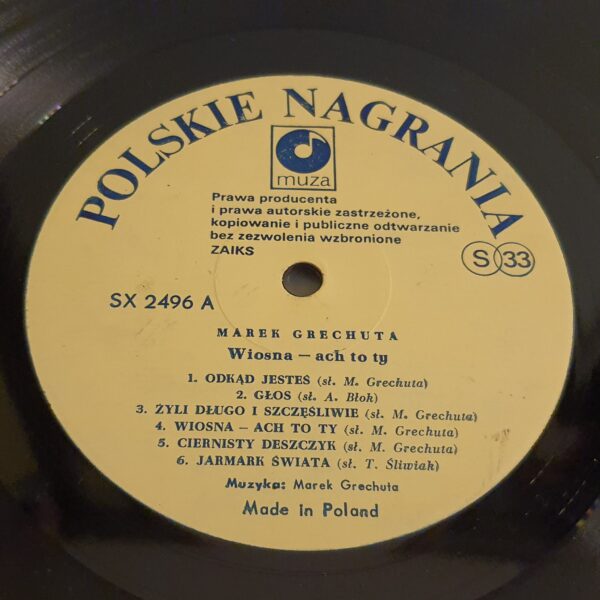 POLSKIE NAGRANIA
muza
Prawa producenta
i prawa autorskie zastrzeżone,
kopiowanie i publiczne odtwarzanie
bez zezwolenia wzbronione
ZAIKS
S 33
SX 2496 A
MAREK GRECHUTA
Wiosna – ach to ty
1. ODKĄD JESTEŚ (sł. M. Grechuta)
2. GŁOS (sł. A. Błok)
3. ŻYLI DŁUGO I SZCZĘŚLIWIE (sł. M. Grechuta)
4. WIOSNA – ACH TO TY (sł. M. Grechuta)
5. CIERNISTY DESZCZYK (sł. M. Grechuta)
6. JARMARK ŚWIATA (sł. T. Śliwiak)
Muzyka: Marek Grechuta
Made in Poland